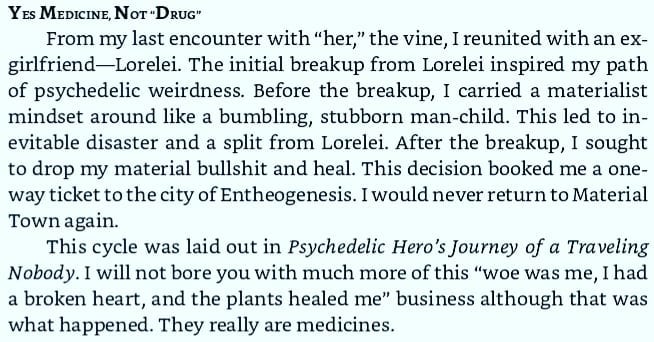 Yes Medicine, Not “Drug”
From my last encounter with “her,” the vine, I reunited with an ex-
girlfriend—Lorelei. The initial breakup from Lorelei inspired my path
of psychedelic weirdness. Before the breakup, I carried a materialist
mindset around like a bumbling, stubborn man-child. This led to in-
evitable disaster and a split from Lorelei. After the breakup, I sought
to drop my material bullshit and heal. This decision booked me a one-
way ticket to the city of Entheogenesis. I would never return to Material
Town again.
This cycle was laid out in Psychedelic Hero’s Journey of a Traveling
Nobody. I will not bore you with much more of this “woe was me, I had
a broken heart, and the plants healed me” business although that was
what happened. They really are medicines.